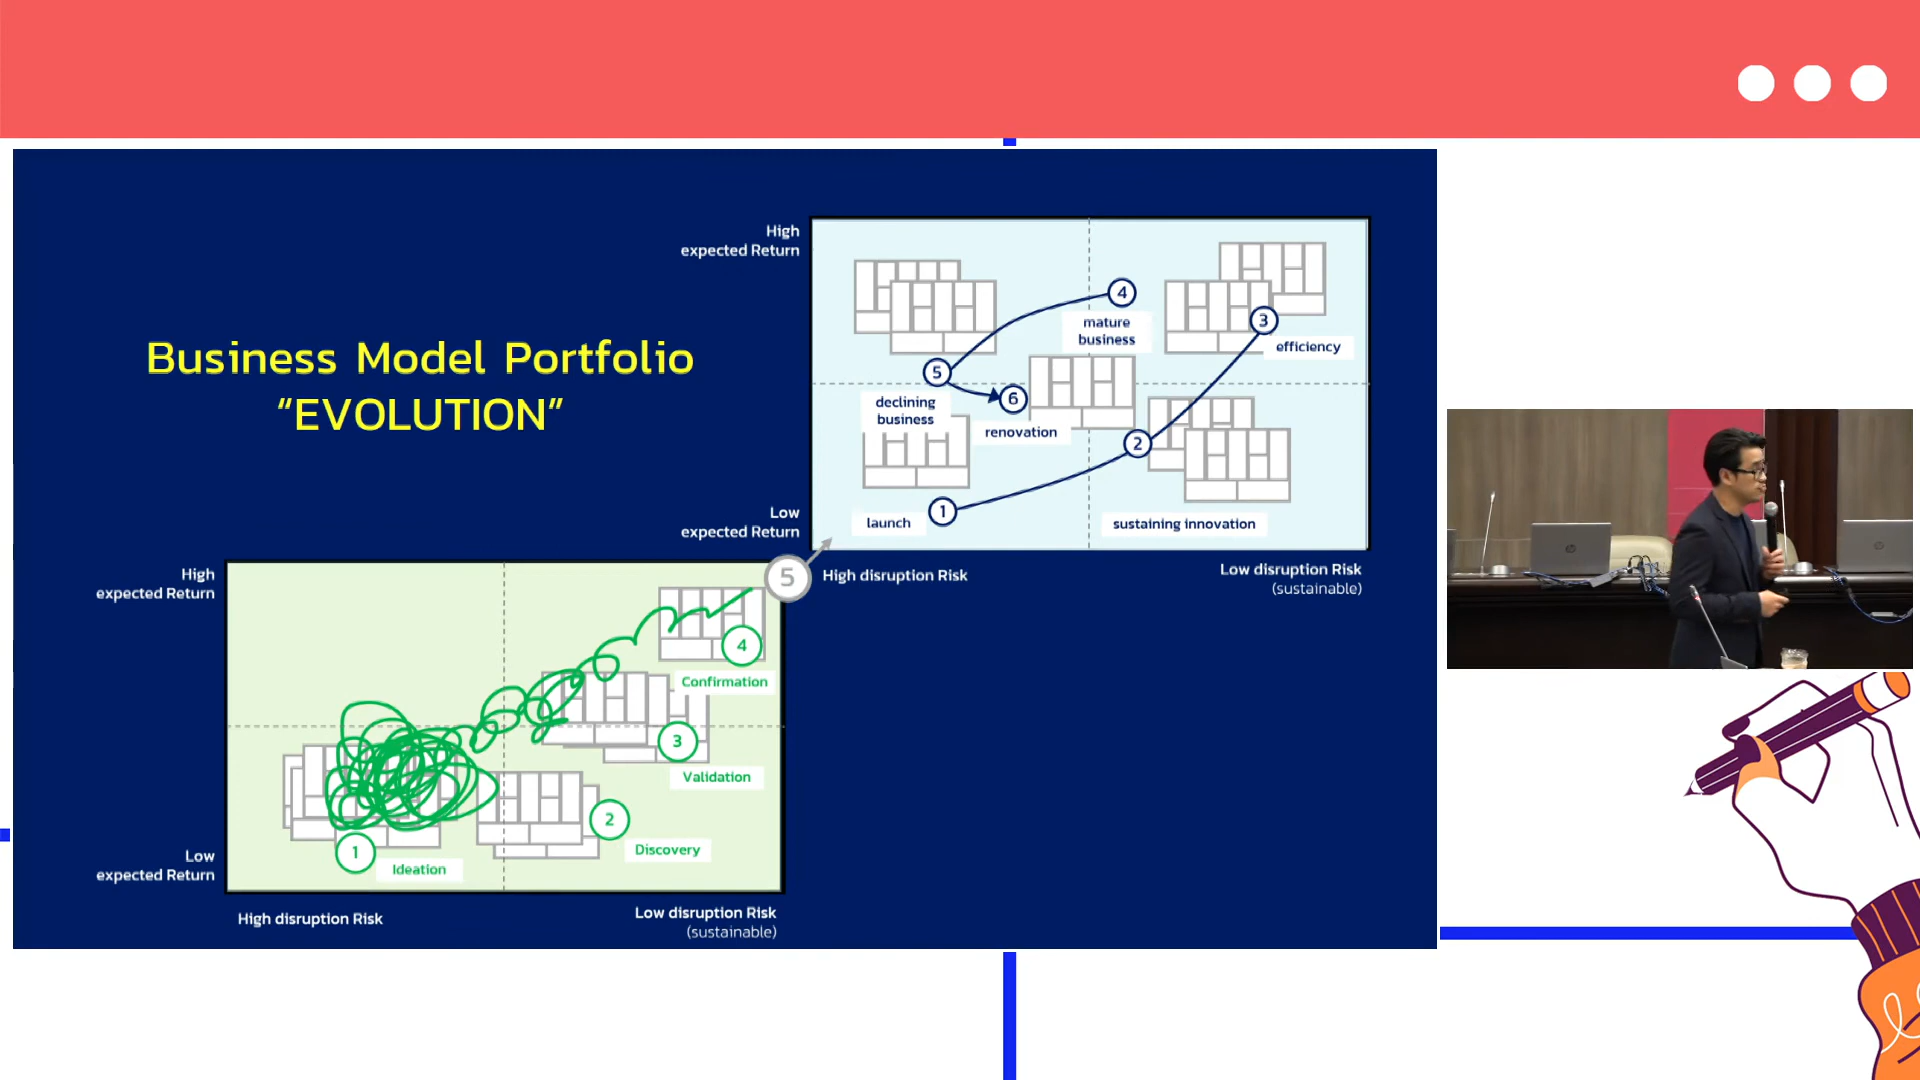 Business Model Portfolio
“EVOLUTION”
High
expected Return
4
mature
business
3
efficiency
5
declining
business
6
renovation
2
launch
1
sustaining innovation
Low
expected Return
High disruption Risk
Low disruption Risk
(sustainable)
High
expected Return
5
4
Confirmation
3
Validation
2
Discovery
1
Ideation
Low
expected Return
High disruption Risk
Low disruption Risk
(sustainable)